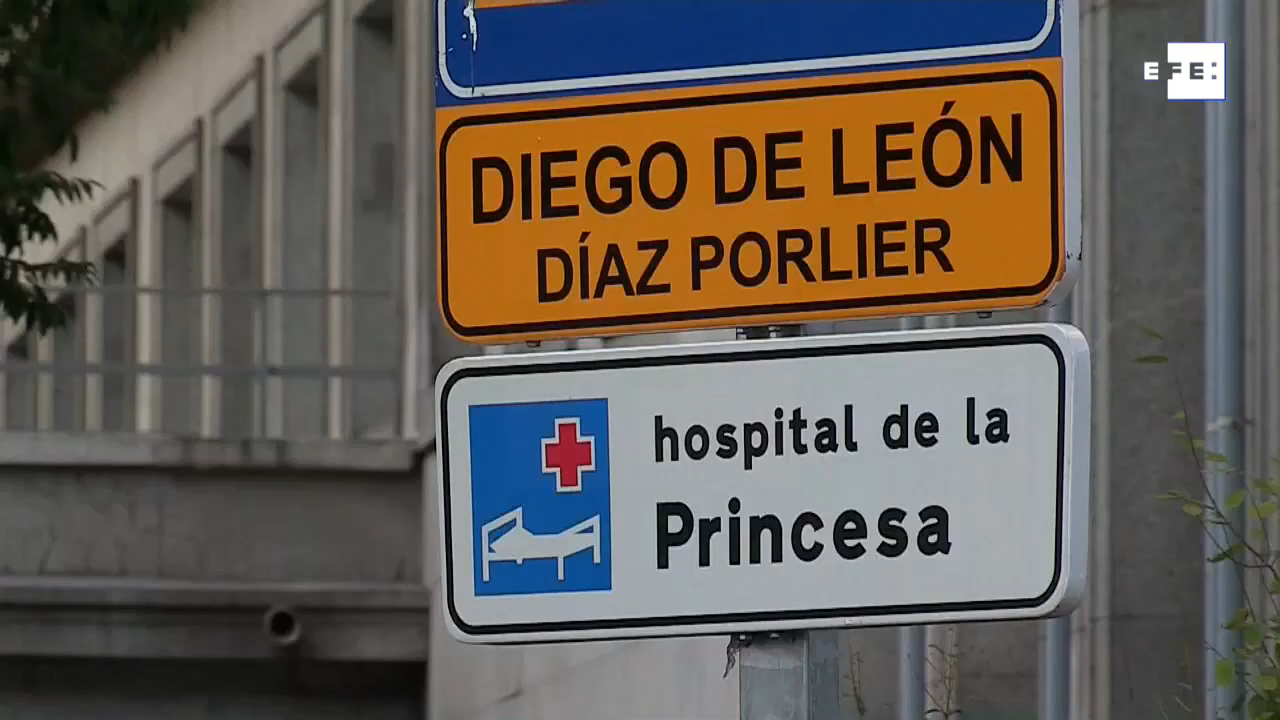 EFE:
DIEGO DE LEÓN
DÍAZ PORLIER
hospital de la
Princesa